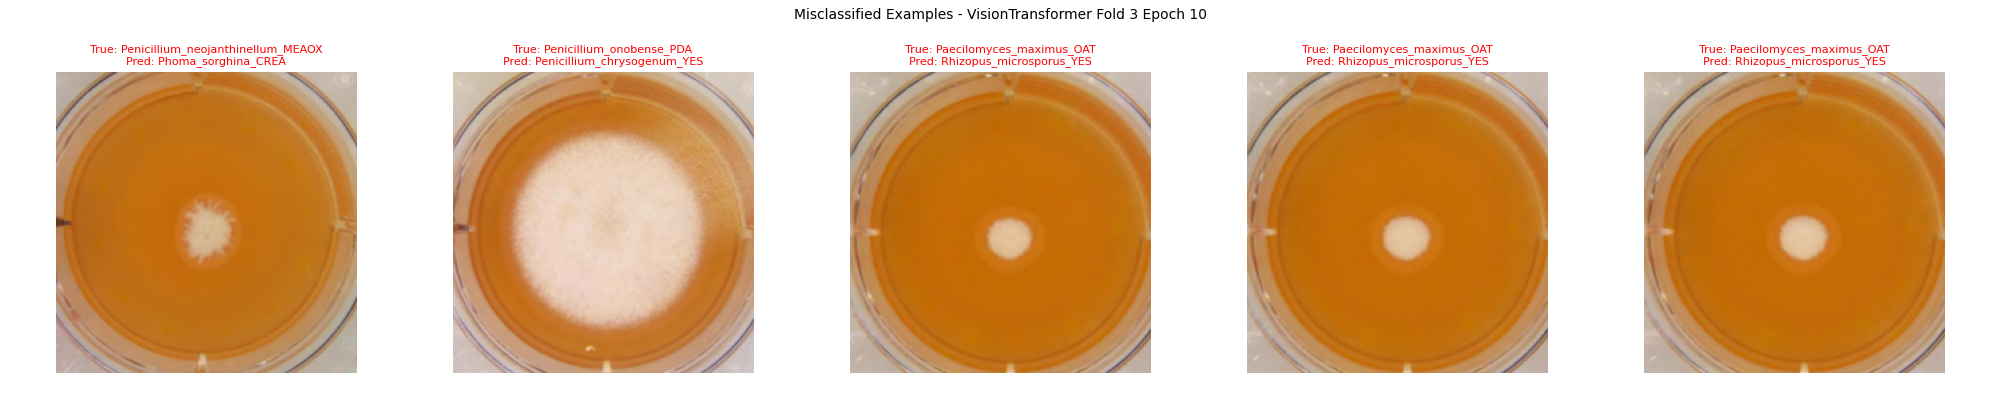 Misclassified Examples - VisionTransformer Fold 3 Epoch 10
True: Penicillium_neojanthinellum_MEAOX
Pred: Phoma_sorghina_CREA
True: Penicillium_onobense_PDA
Pred: Penicillium_chrysogenum_YES
True: Paecilomyces_maximus_OAT
Pred: Rhizopus_microsporus_YES
True: Paecilomyces_maximus_OAT
Pred: Rhizopus_microsporus_YES
True: Paecilomyces_maximus_OAT
Pred: Rhizopus_microsporus_YES